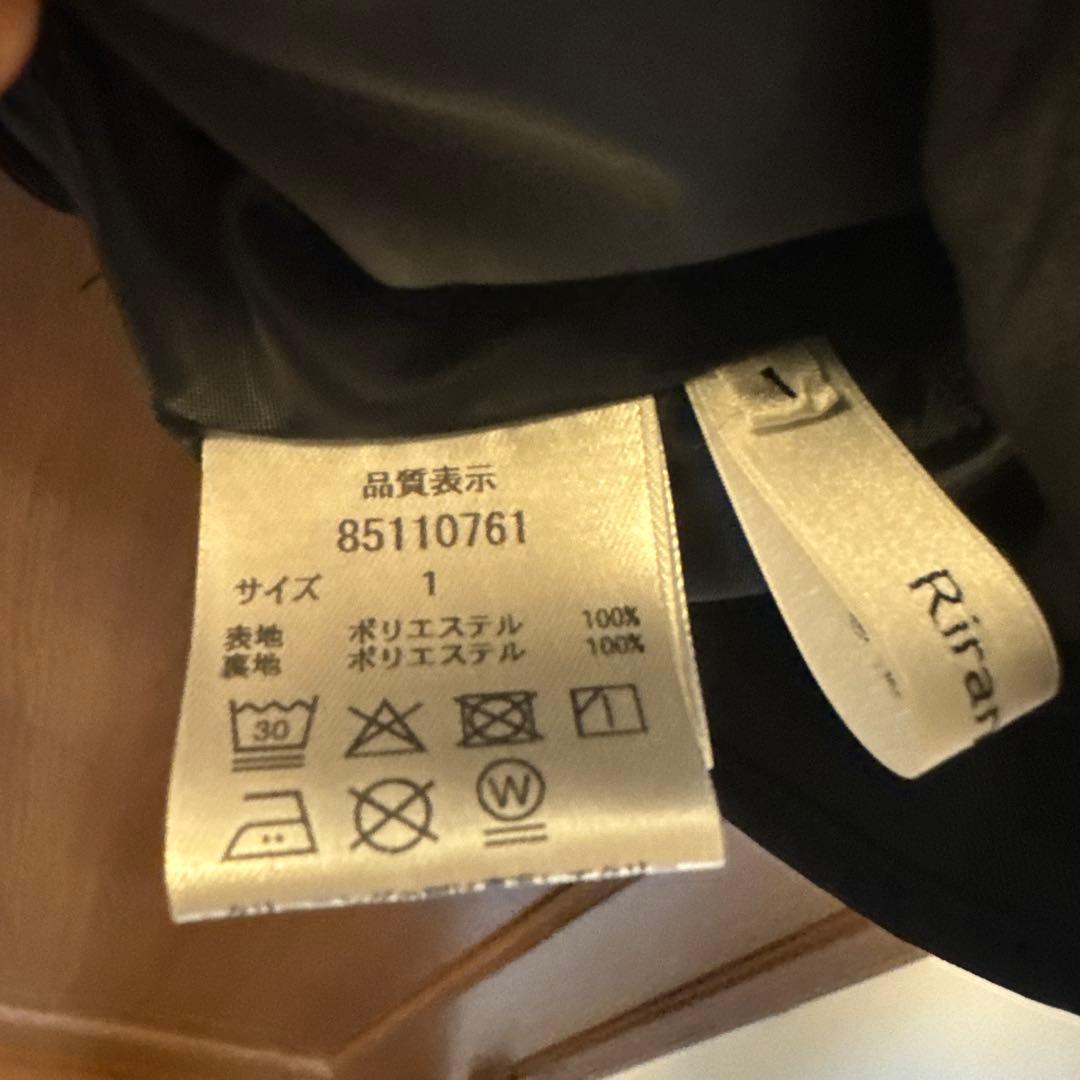 品質表示
85110761
サイズ 1
表地 ポリエステル 100%
裏地 ポリエステル 100%
30
W
1
Riran